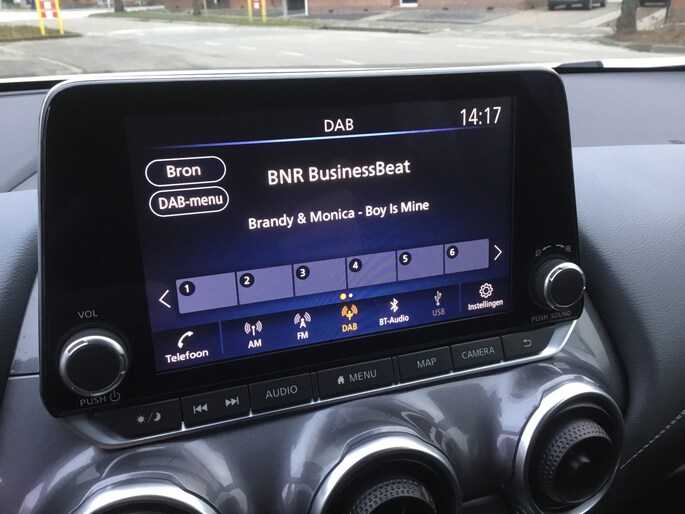 DAB 14:17
Bron
BNR BusinessBeat
DAB-menu
Brandy & Monica - Boy Is Mine
1 2 3 4 5 6
Telefoon AM FM DAB BT-Audio USB Instellingen
VOL
PUSH
AUDIO MENU MAP CAMERA
PUSH SOUND